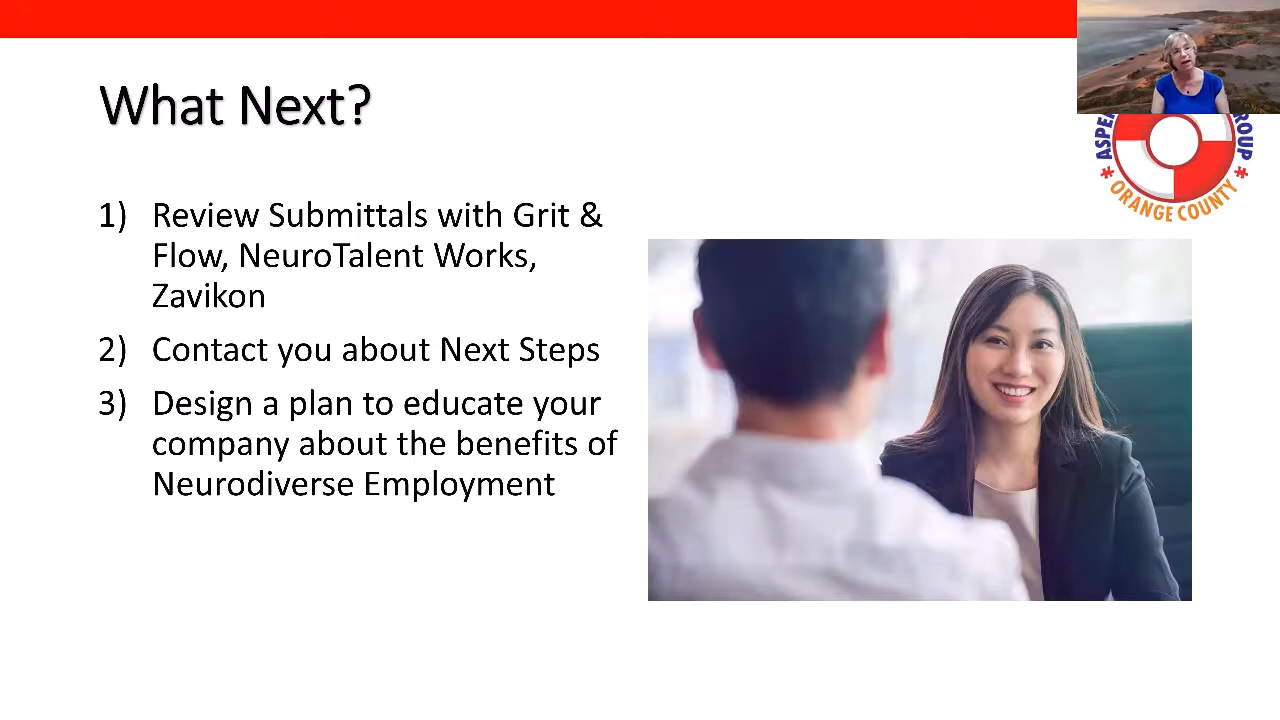 What Next?
1) Review Submittals with Grit &
Flow, NeuroTalent Works,
Zavikon
2) Contact you about Next Steps
3) Design a plan to educate your
company about the benefits of
Neurodiverse Employment
* ORANGE COUNTY *